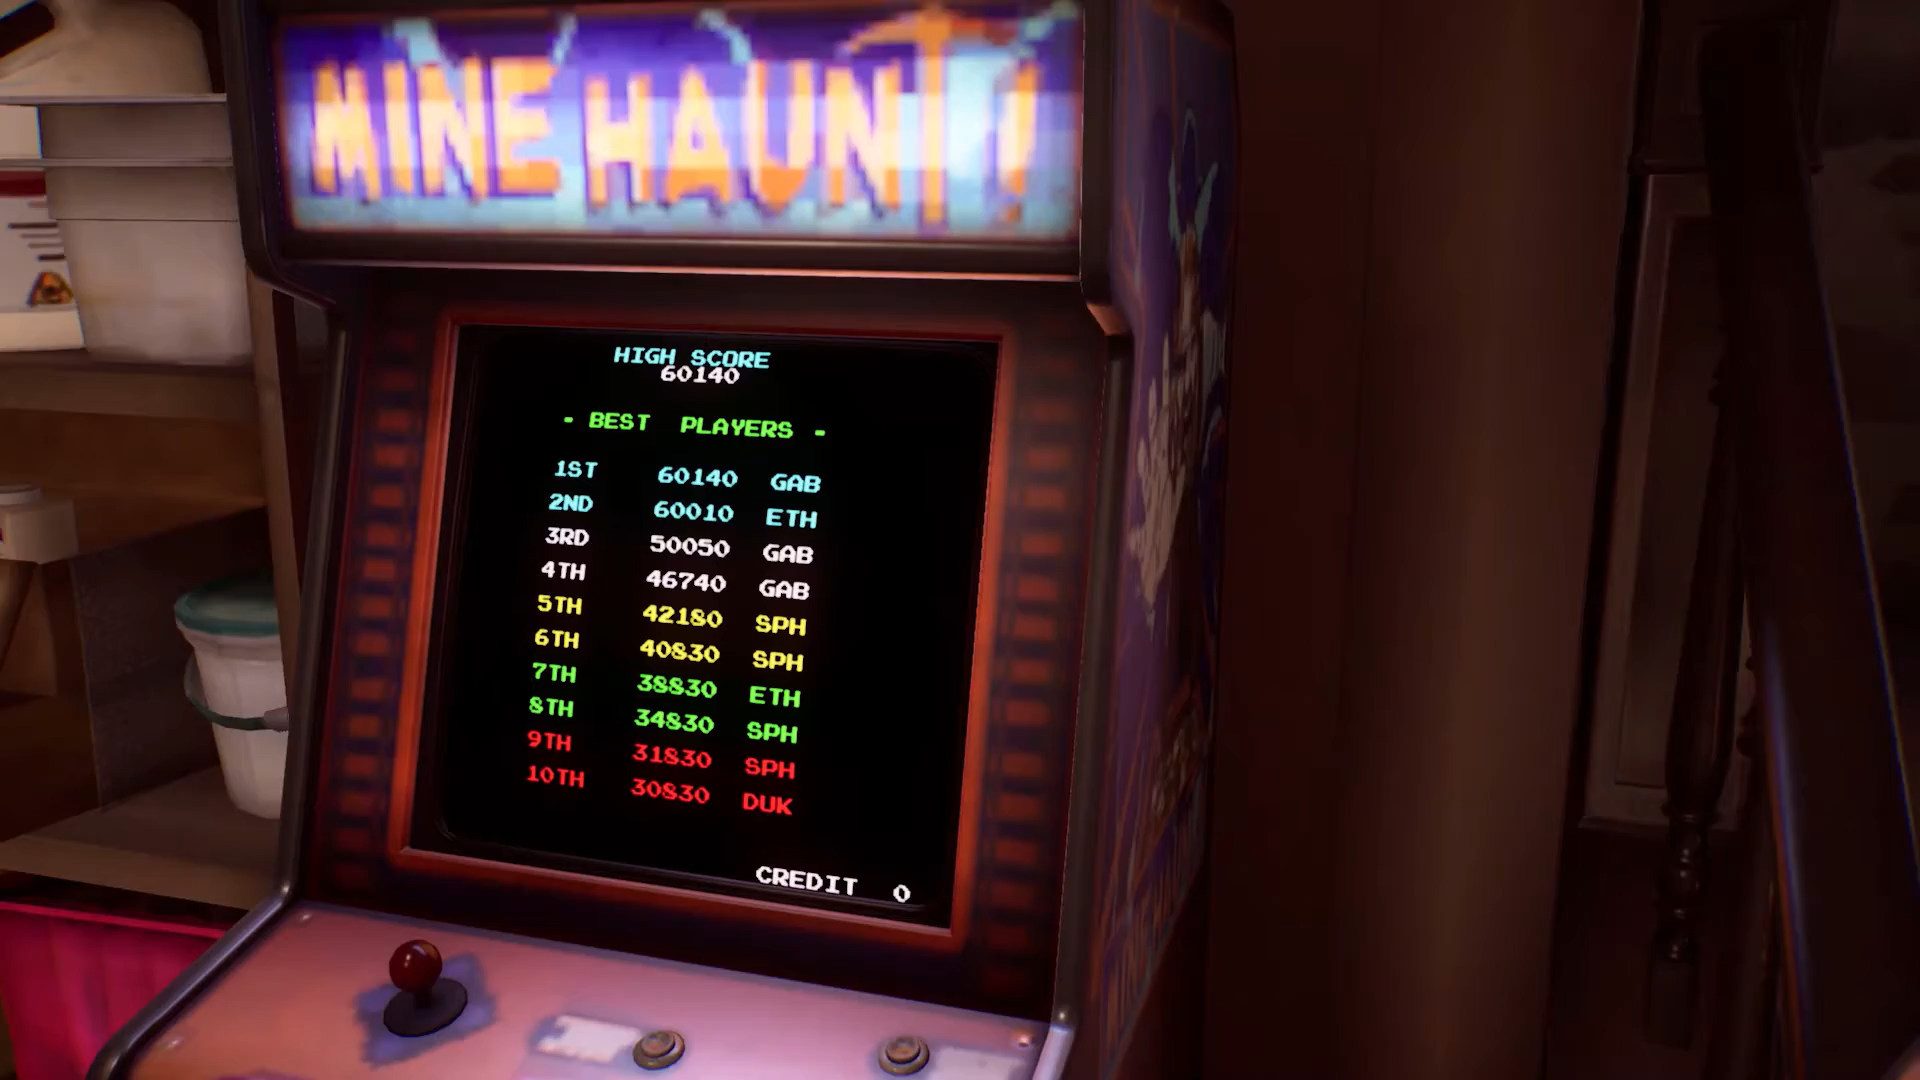 MINE HAUNT!
HIGH SCORE
60140
- BEST PLAYERS -
1ST 60140 GAB
2ND 60010 ETH
3RD 50050 GAB
4TH 46740 GAB
5TH 42180 SPH
6TH 40830 SPH
7TH 38830 ETH
8TH 34830 SPH
9TH 31830 SPH
10TH 30830 DUK
CREDIT 0